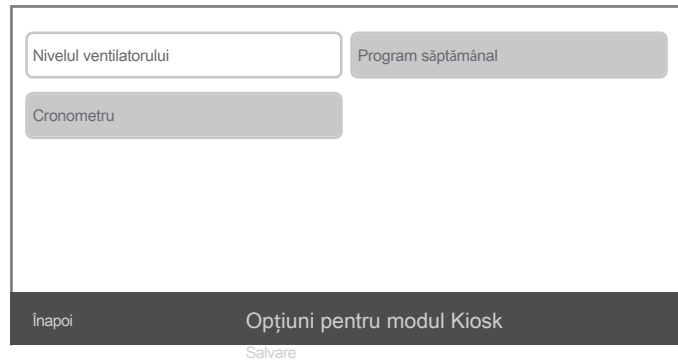 Nivelul ventilatorului
Program săptămânal
Cronometru
Înapoi
Opțiuni pentru modul Kiosk
Salvare